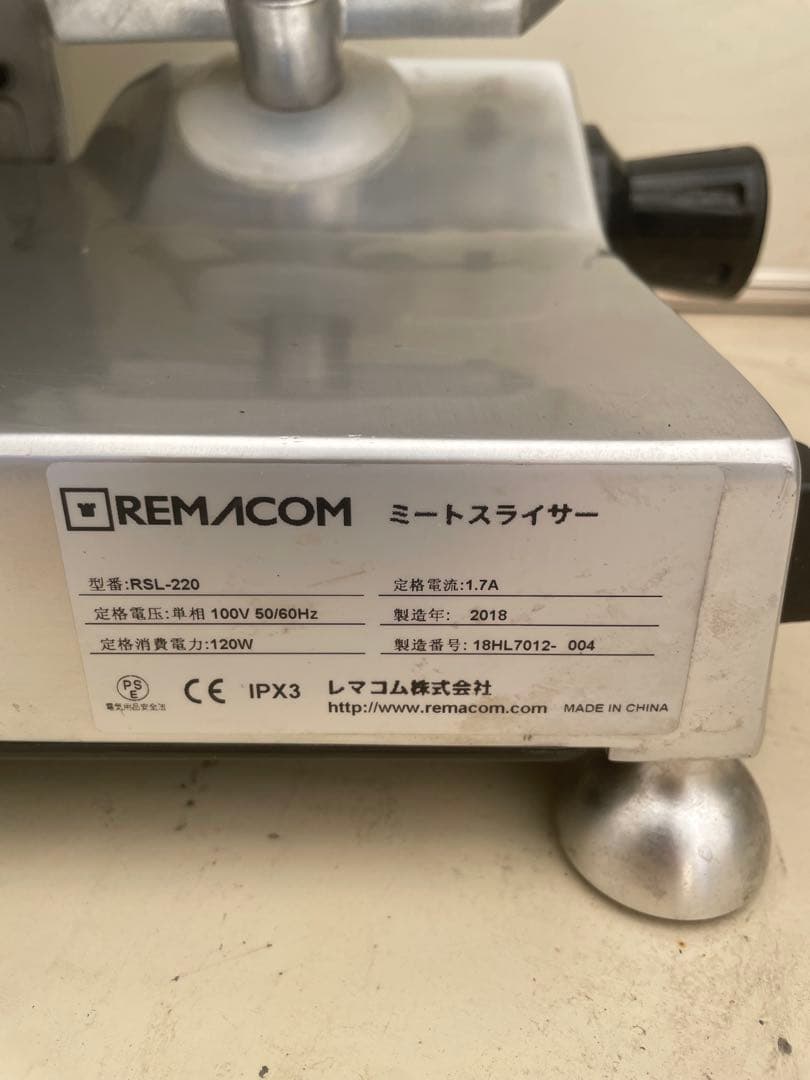 REMACOM ミートスライサー
型番:RSL-220 定格電流:1.7A
定格電圧:単相 100V 50/60Hz 製造年: 2018
定格消費電力:120W 製造番号: 18HL7012- 004
PSE CE IPX3 レマコム株式会社
電気用品安全法 http://www.remacom.com MADE IN CHINA